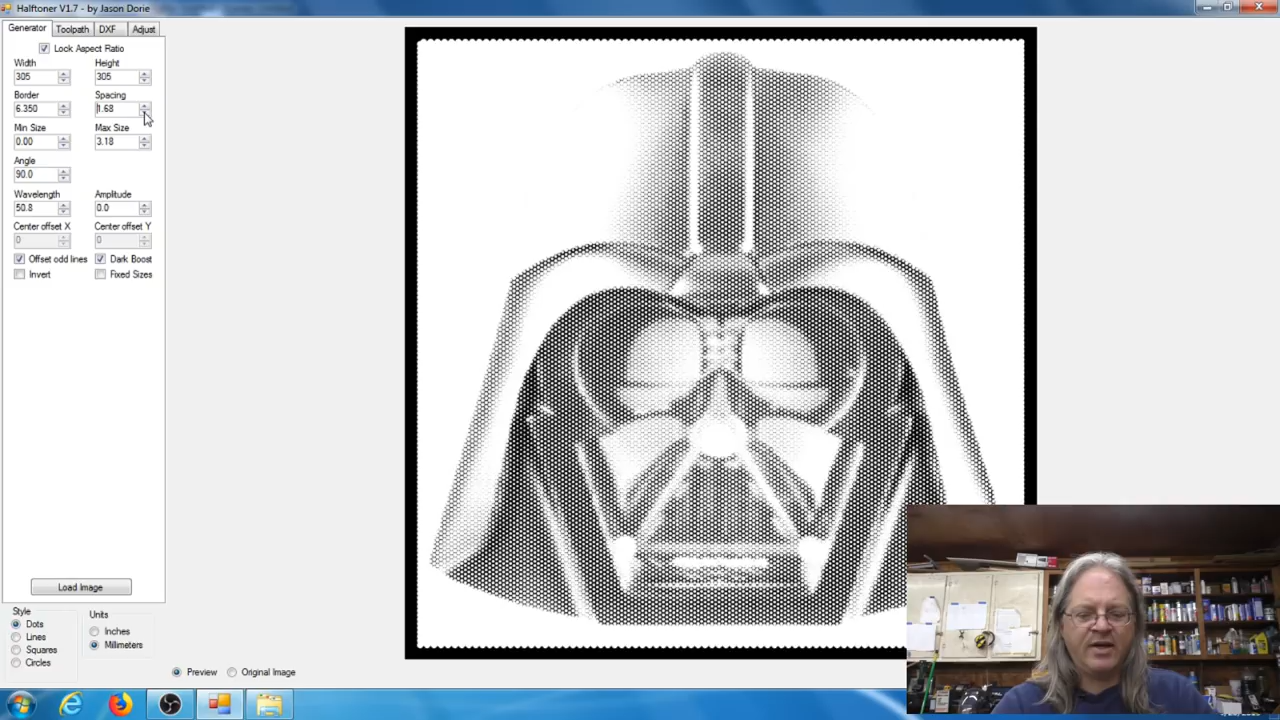 Halftoner V1.7 - by Jason Dorie
Generator Toolpath DXF Adjust
Lock Aspect Ratio
Width Height
305 305
Border Spacing
6.350 1.68
Min Size Max Size
0.00 3.18
Angle
90.0
Wavelength Amplitude
50.8 0.0
Center offset X Center offset Y
0 0
Offset odd lines Dark Boost
Invert Fixed Sizes
Load Image
Style Units
Dots Inches
Lines Millimeters
Squares
Circles
Preview Original Image